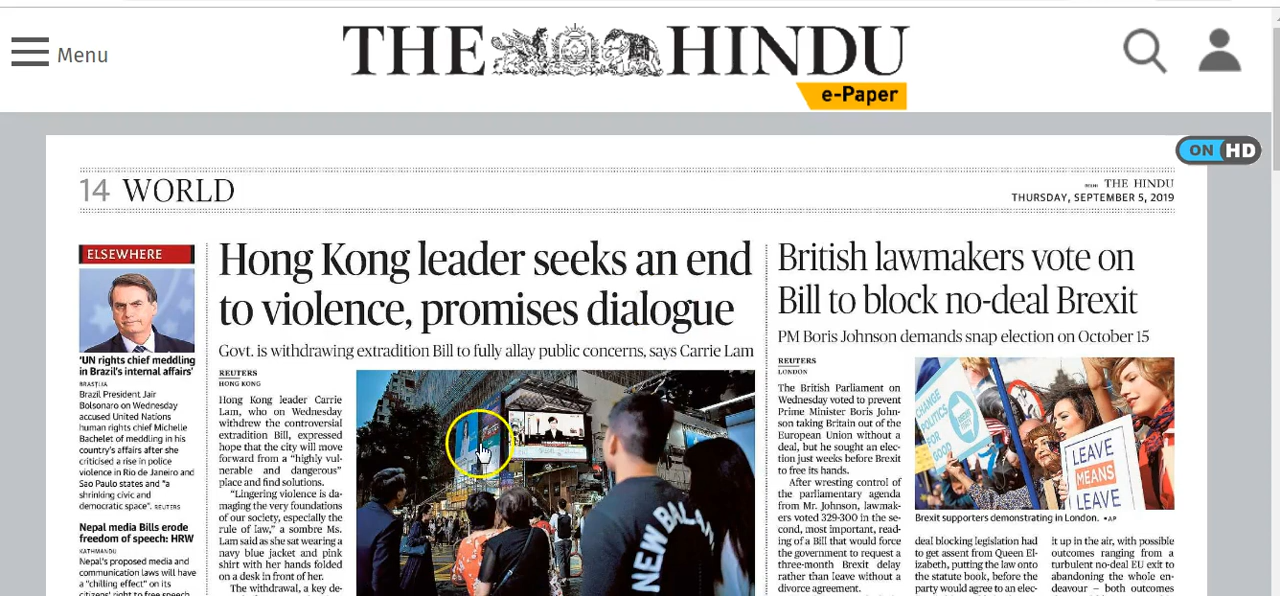 Menu
THE HINDU
e-Paper
ON HD
14 WORLD
THE HINDU
THURSDAY, SEPTEMBER 5, 2019
ELSEWHERE
'UN rights chief meddling
in Brazil's internal affairs'
BRASILIA
Brazil President Jair
Bolsonaro on Wednesday
accused United Nations
human rights chief Michelle
Bachelet of meddling in his
country's affairs after she
criticised a rise in police
violence in Rio de Janeiro and
Sao Paulo states and "a
shrinking civic and
democratic space". REUTERS
Nepal media Bills erode
freedom of speech: HRW
KATHMANDU
Nepal's proposed media and
communication laws will have
a "chilling effect" on its
citizens' right to free speech
Hong Kong leader seeks an end
to violence, promises dialogue
Govt. is withdrawing extradition Bill to fully allay public concerns, says Carrie Lam
REUTERS
HONG KONG
Hong Kong leader Carrie
Lam, who on Wednesday
withdrew the controversial
extradition Bill, expressed
hope that the city will move
forward from a "highly vul-
nerable and dangerous"
place and find solutions.
"Lingering violence is da-
maging the very foundations
of our society, especially the
rule of law," a sombre Ms.
Lam said as she sat wearing a
navy blue jacket and pink
shirt with her hands folded
on a desk in front of her.
The withdrawal, a key de-
NEW BALAN
British lawmakers vote on
Bill to block no-deal Brexit
PM Boris Johnson demands snap election on October 15
REUTERS
LONDON
The British Parliament on
Wednesday voted to prevent
Prime Minister Boris John-
son taking Britain out of the
European Union without a
deal, but he sought an elec-
tion just weeks before Brexit
to free its hands.
After wresting control of
the parliamentary agenda
from Mr. Johnson, lawmak-
ers voted 329-300 in the se-
cond, most important, read-
ing of a Bill that would force
the government to request a
three-month Brexit delay
rather than leave without a
divorce agreement.
CHANGE
POLITICS
FOR
GOOD
LEAVE
MEANS
LEAVE
Brexit supporters demonstrating in London. •AP
deal blocking legislation had
to get assent from Queen El-
izabeth, putting the law onto
the statute book, before the
party would agree to an elec-
it up in the air, with possible
outcomes ranging from a
turbulent no-deal EU exit to
abandoning the whole en-
deavour – both outcomes